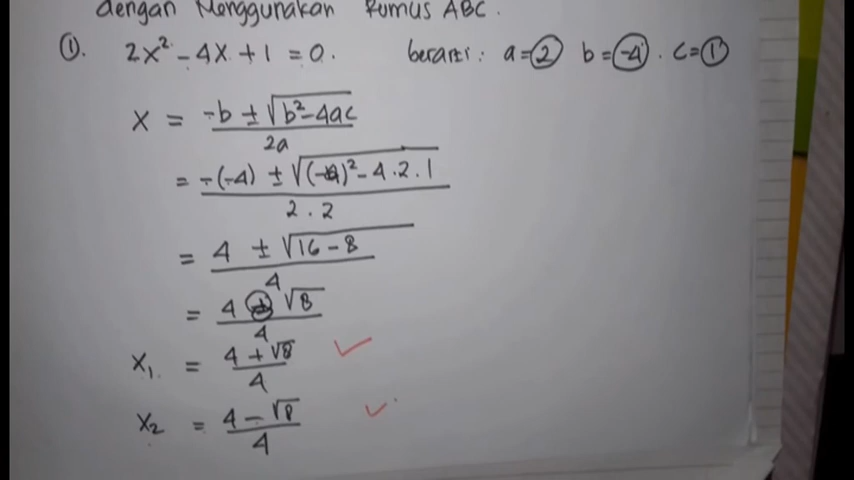 dengan Menggunakan Rumus ABC.
①. 2x² - 4x + 1 = 0. berarti: a = 2 b = -4. c = 1
x = -b ± √b² - 4ac / 2a
= -(-4) ± √(-4)² - 4.2.1 / 2.2
= 4 ± √16 - 8 / 4
= 4 ± √8 / 4
x₁ = 4 + √8 / 4
x₂ = 4 - √8 / 4